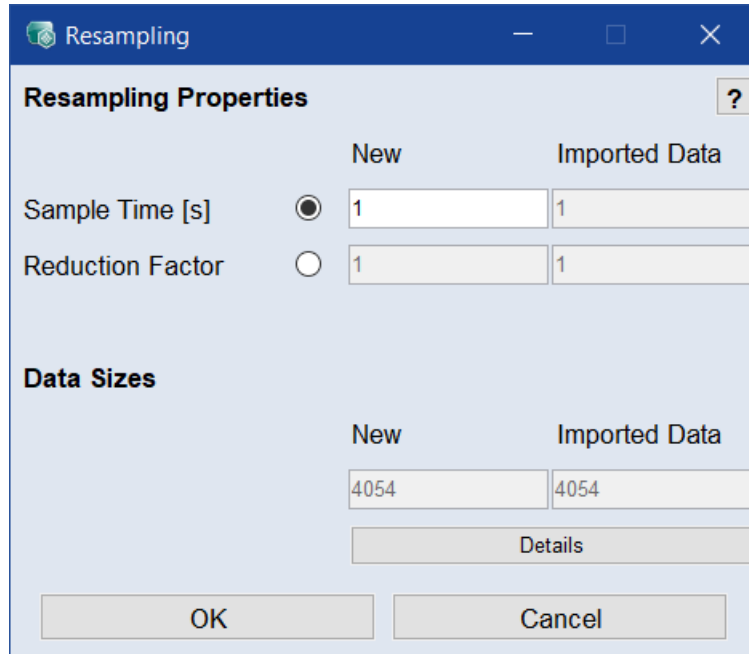 Resampling
Resampling Properties ?
New Imported Data
Sample Time [s] 1 1
Reduction Factor 1 1
Data Sizes
New Imported Data
4054 4054
Details
OK Cancel